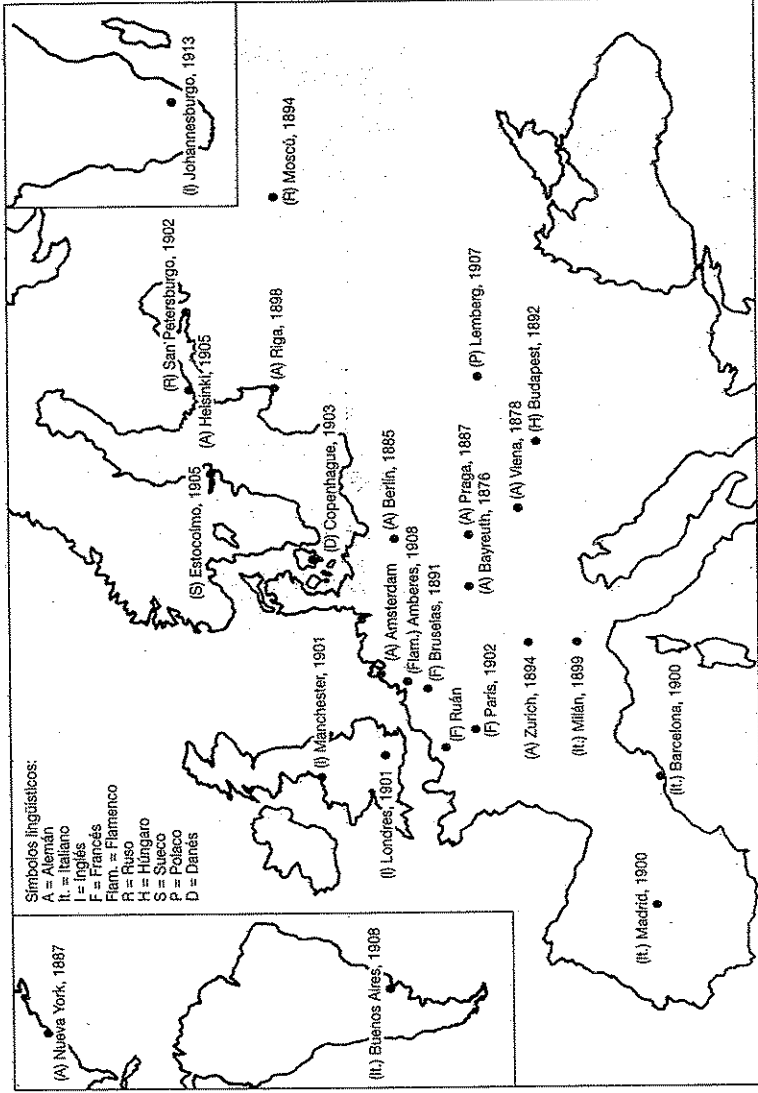 Símbolos lingüísticos:
A = Alemán
It. = Italiano
I = Inglés
F = Francés
Flam. = Flamenco
R = Ruso
H = Húngaro
S = Sueco
P = Polaco
D = Danés
(A) Nueva York, 1887
(It.) Buenos Aires, 1908
(I) Johannesburgo, 1913
(R) San Petersburgo, 1902
(A) Helsinki, 1905
(S) Estocolmo, 1905
(R) Moscú, 1894
(A) Riga, 1898
(D) Copenhague, 1903
(I) Manchester, 1901
(I) Londres, 1901
(A) Amsterdam
(Flam.) Amberes, 1908
(F) Bruselas, 1891
(A) Berlín, 1885
(F) Ruán
(F) París, 1902
(A) Praga, 1887
(A) Bayreuth, 1876
(P) Lemberg, 1907
(A) Viena, 1878
(H) Budapest, 1892
(A) Zurich, 1894
(It.) Milán, 1899
(It.) Barcelona, 1900
(It.) Madrid, 1900